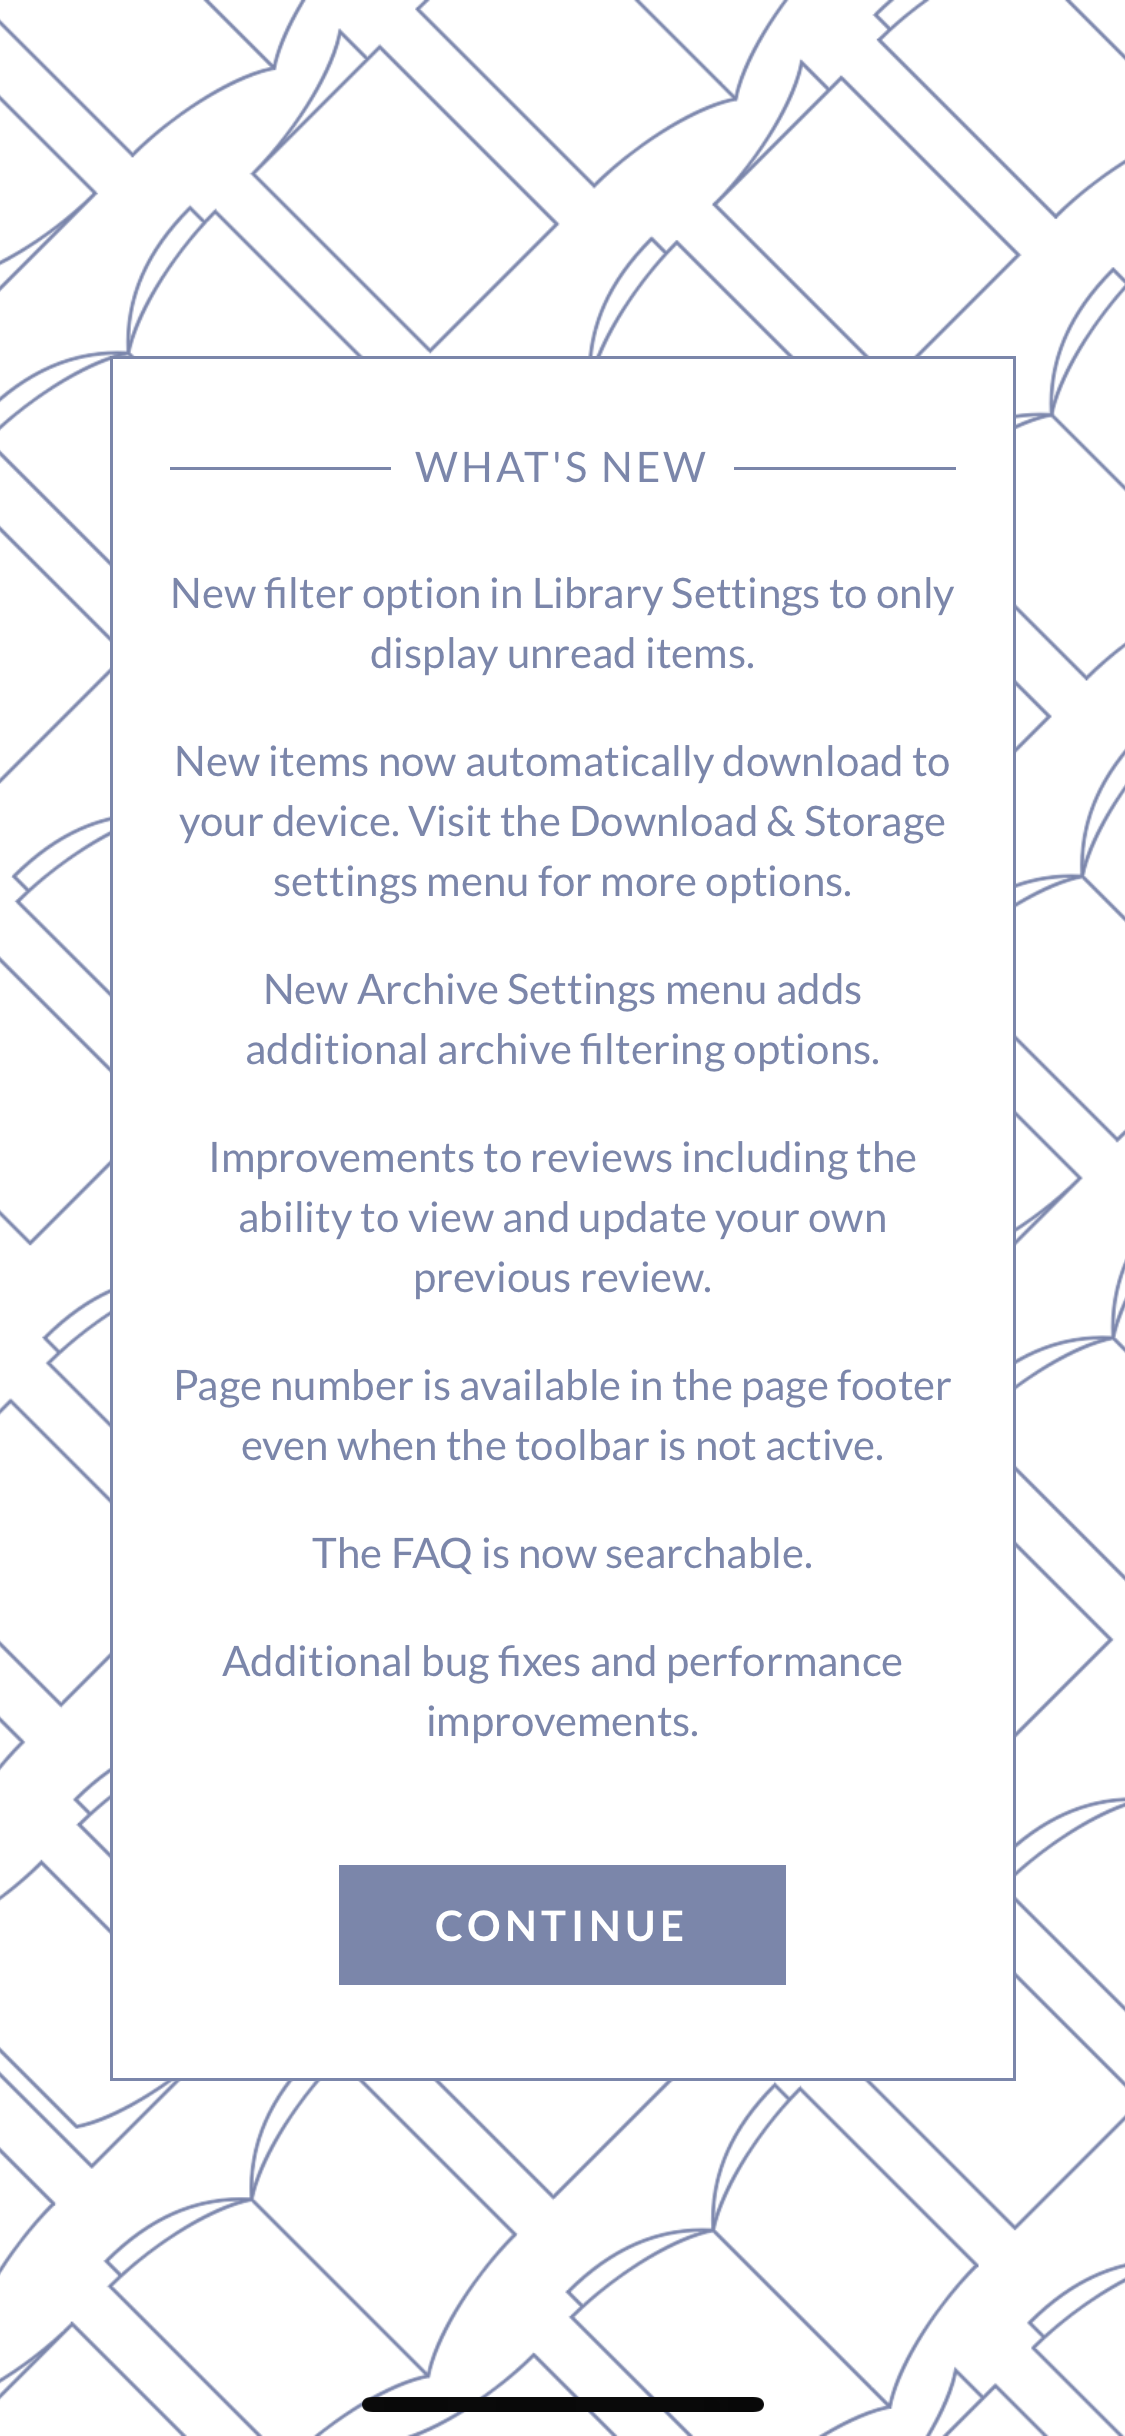 WHAT'S NEW
New filter option in Library Settings to only
display unread items.
New items now automatically download to
your device. Visit the Download & Storage
settings menu for more options.
New Archive Settings menu adds
additional archive filtering options.
Improvements to reviews including the
ability to view and update your own
previous review.
Page number is available in the page footer
even when the toolbar is not active.
The FAQ is now searchable.
Additional bug fixes and performance
improvements.
CONTINUE